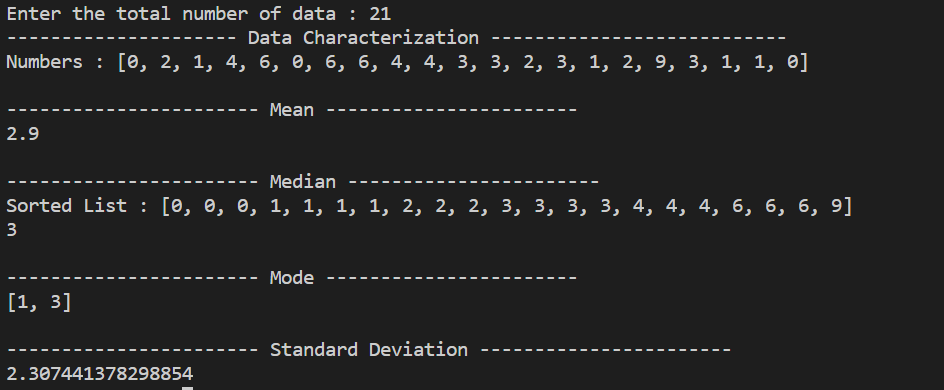 Enter the total number of data : 21
--------------------- Data Characterization ---------------------------
Numbers : [0, 2, 1, 4, 6, 0, 6, 6, 4, 4, 3, 3, 2, 3, 1, 2, 9, 3, 1, 1, 0]
----------------------- Mean -----------------------
2.9
----------------------- Median -----------------------
Sorted List : [0, 0, 0, 1, 1, 1, 1, 2, 2, 2, 3, 3, 3, 3, 4, 4, 4, 6, 6, 6, 9]
3
----------------------- Mode -----------------------
[1, 3]
----------------------- Standard Deviation -----------------------
2.307441378298854